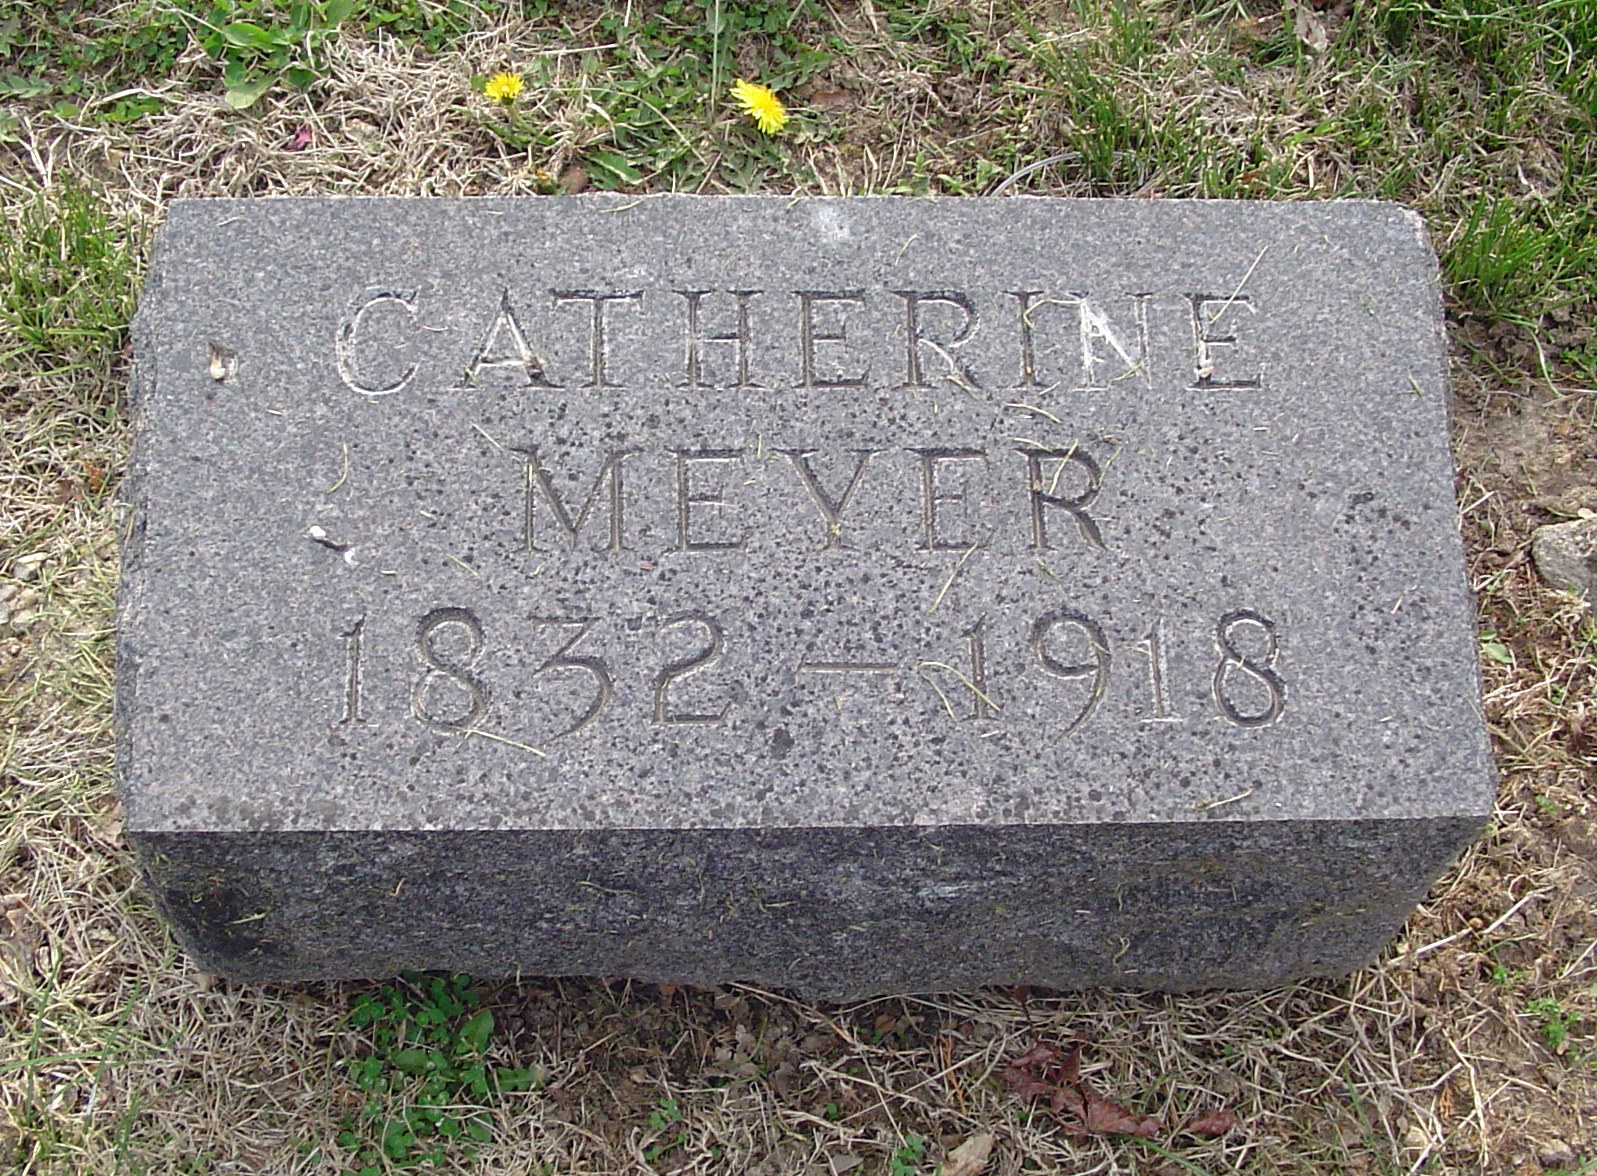 CATHERINE
MEYER
1832 – 1918